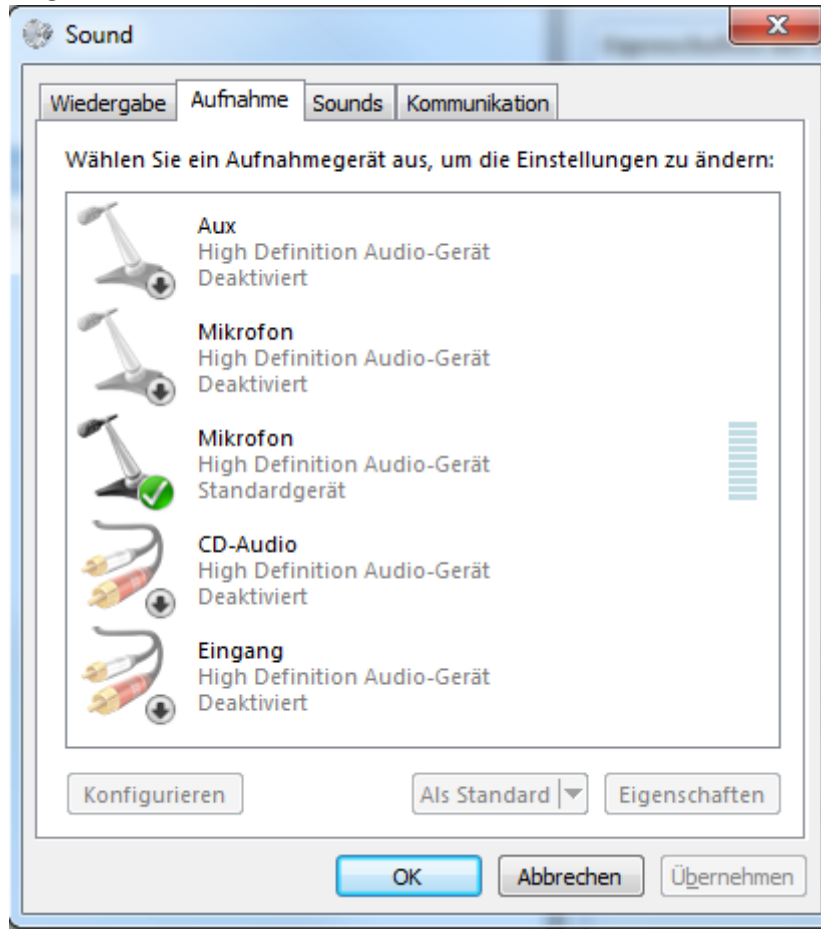 Sound
Wiedergabe Aufnahme Sounds Kommunikation
Wählen Sie ein Aufnahmegerät aus, um die Einstellungen zu ändern:
Aux
High Definition Audio-Gerät
Deaktiviert
Mikrofon
High Definition Audio-Gerät
Deaktiviert
Mikrofon
High Definition Audio-Gerät
Standardgerät
CD-Audio
High Definition Audio-Gerät
Deaktiviert
Eingang
High Definition Audio-Gerät
Deaktiviert
Konfigurieren Als Standard Eigenschaften
OK Abbrechen Übernehmen